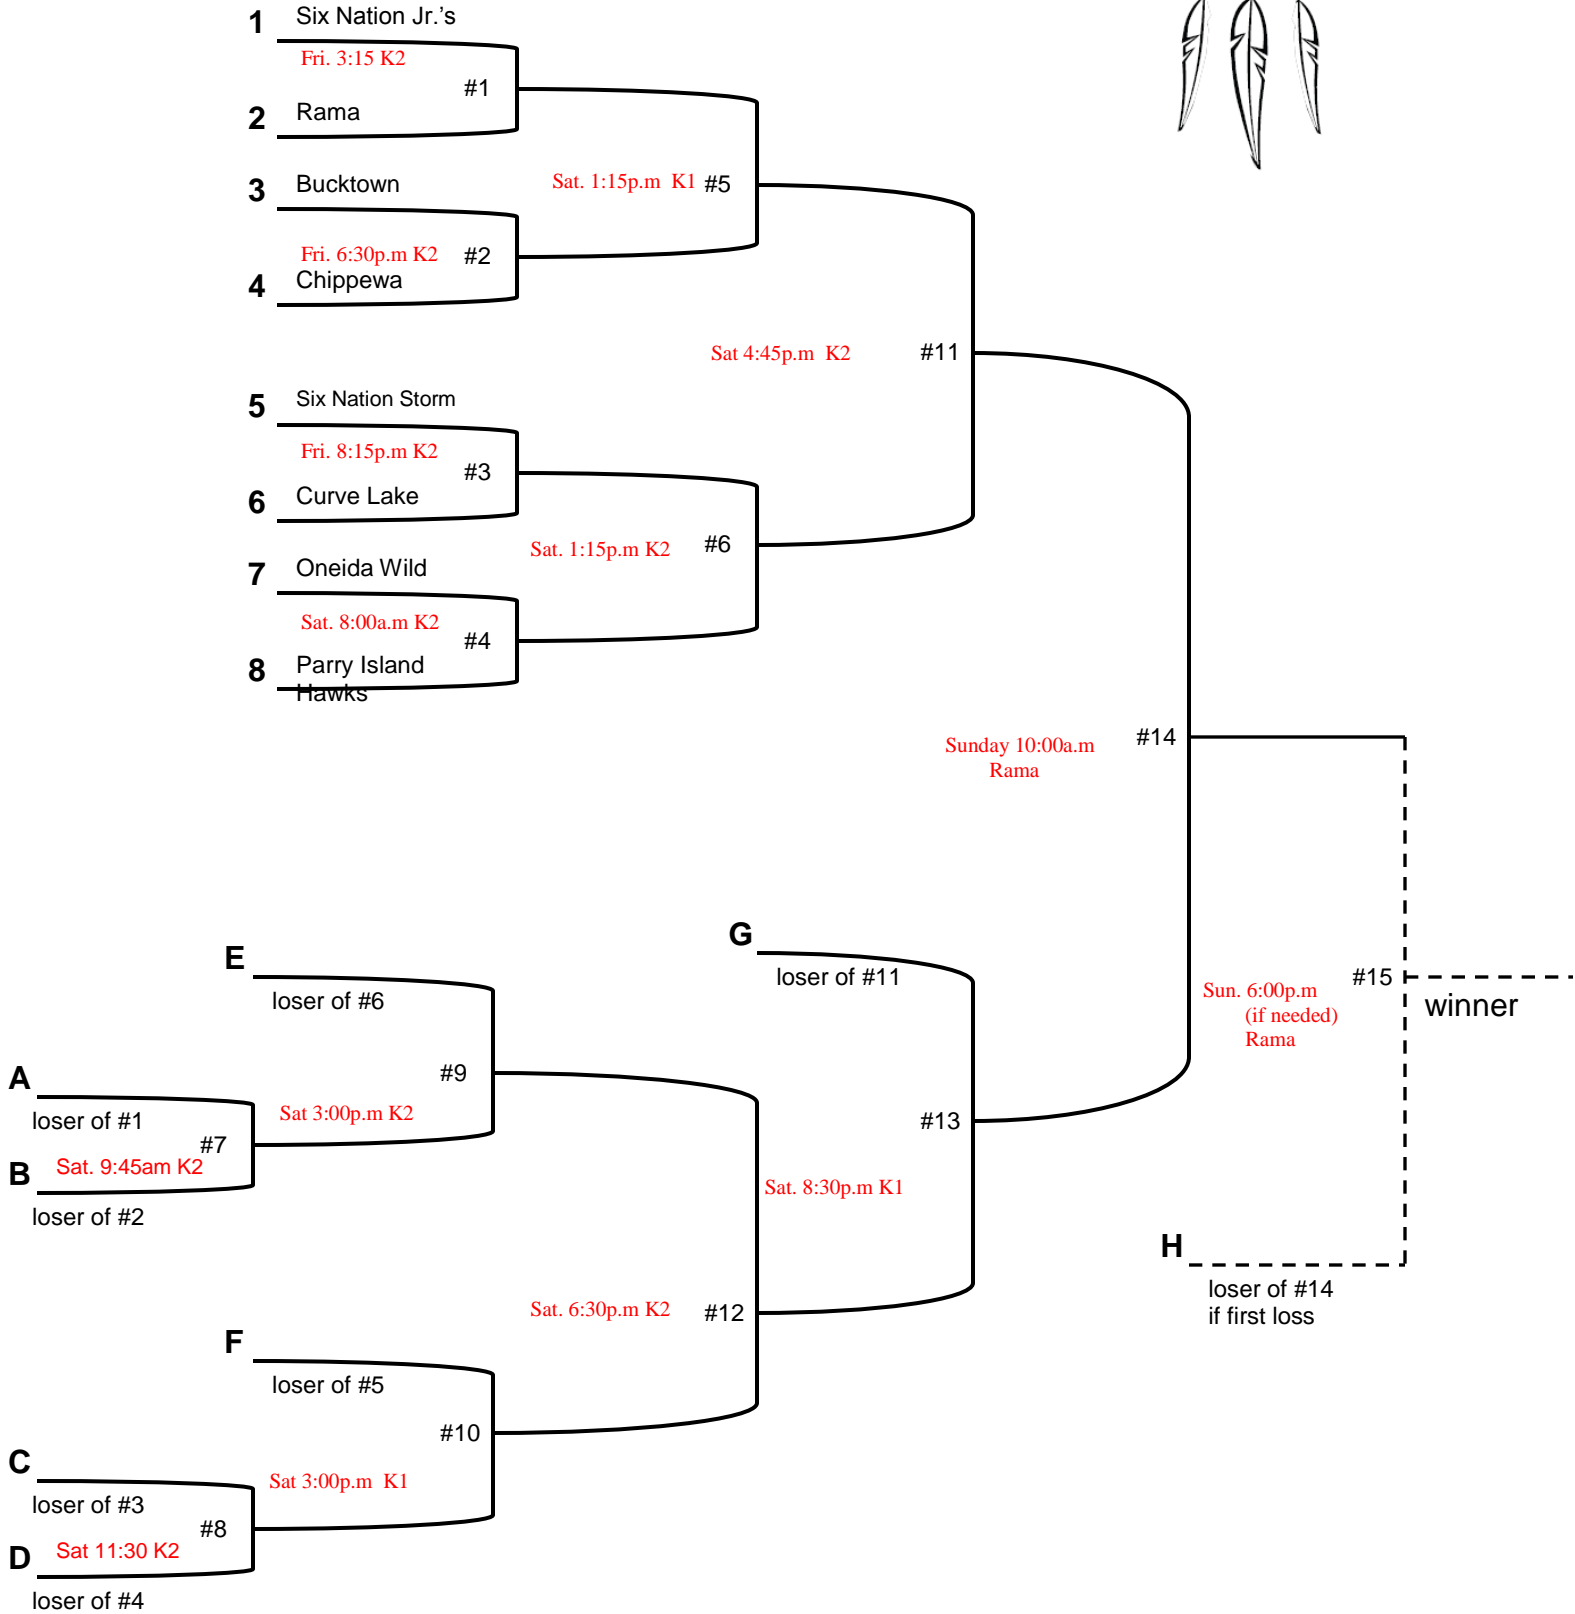 1 Six Nation Jr.’s
Fri. 3:15 K2
#1
2 Rama
3 Bucktown
Fri. 6:30p.m K2 #2
4 Chippewa
Sat. 1:15p.m K1 #5
Sat 4:45p.m K2 #11
5 Six Nation Storm
Fri. 8:15p.m K2
#3
6 Curve Lake
Sat. 1:15p.m K2 #6
7 Oneida Wild
Sat. 8:00a.m K2
#4
8 Parry Island
Hawks
Sunday 10:00a.m #14
Rama
E
loser of #6
G
loser of #11
#9
A
loser of #1
Sat 3:00p.m K2
#7
Sat. 9:45am K2
B
loser of #2
#13
Sat. 8:30p.m K1
Sun. 6:00p.m #15
(if needed)
Rama
winner
H
loser of #14
if first loss
Sat. 6:30p.m K2 #12
F
loser of #5
#10
C
loser of #3
Sat 3:00p.m K1
#8
Sat 11:30 K2
D
loser of #4